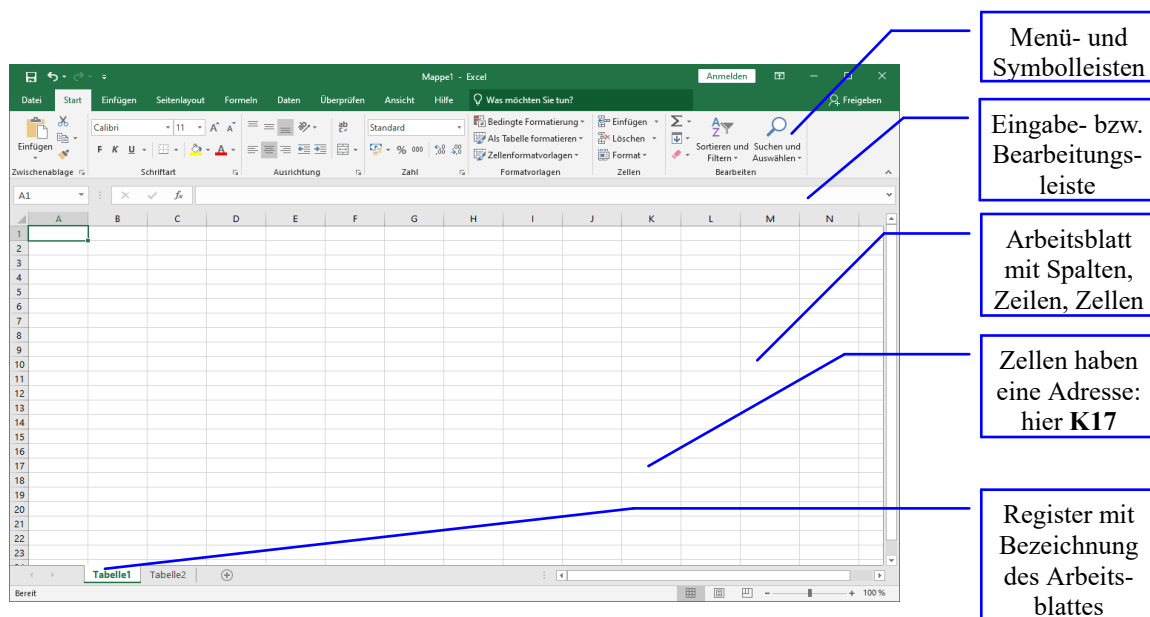 Menü- und
Symbolleisten
Mappe1 - Excel
Anmelden
Datei Start Einfügen Seitenlayout Formeln Daten Überprüfen Ansicht Hilfe Was möchten Sie tun? Freigeben
Einfügen
Calibri 11
F K U
A A
A
ab
Standard
% 000
Bedingte Formatierung
Als Tabelle formatieren
Zellenformatvorlagen
Einfügen
Löschen
Format
Σ
A
Z
Sortieren und
Filtern
Suchen und
Auswählen
Zwischenablage Schriftart Ausrichtung Zahl Formatvorlagen Zellen Bearbeiten
Eingabe- bzw.
Bearbeitungs-
leiste
A1 fx
A B C D E F G H I J K L M N
1
2
3
4
5
6
7
8
9
10
11
12
13
14
15
16
17
18
19
20
21
22
23
Arbeitsblatt
mit Spalten,
Zeilen, Zellen
Zellen haben
eine Adresse:
hier K17
Register mit
Bezeichnung
des Arbeits-
blattes
Tabelle1 Tabelle2
Bereit 100 %